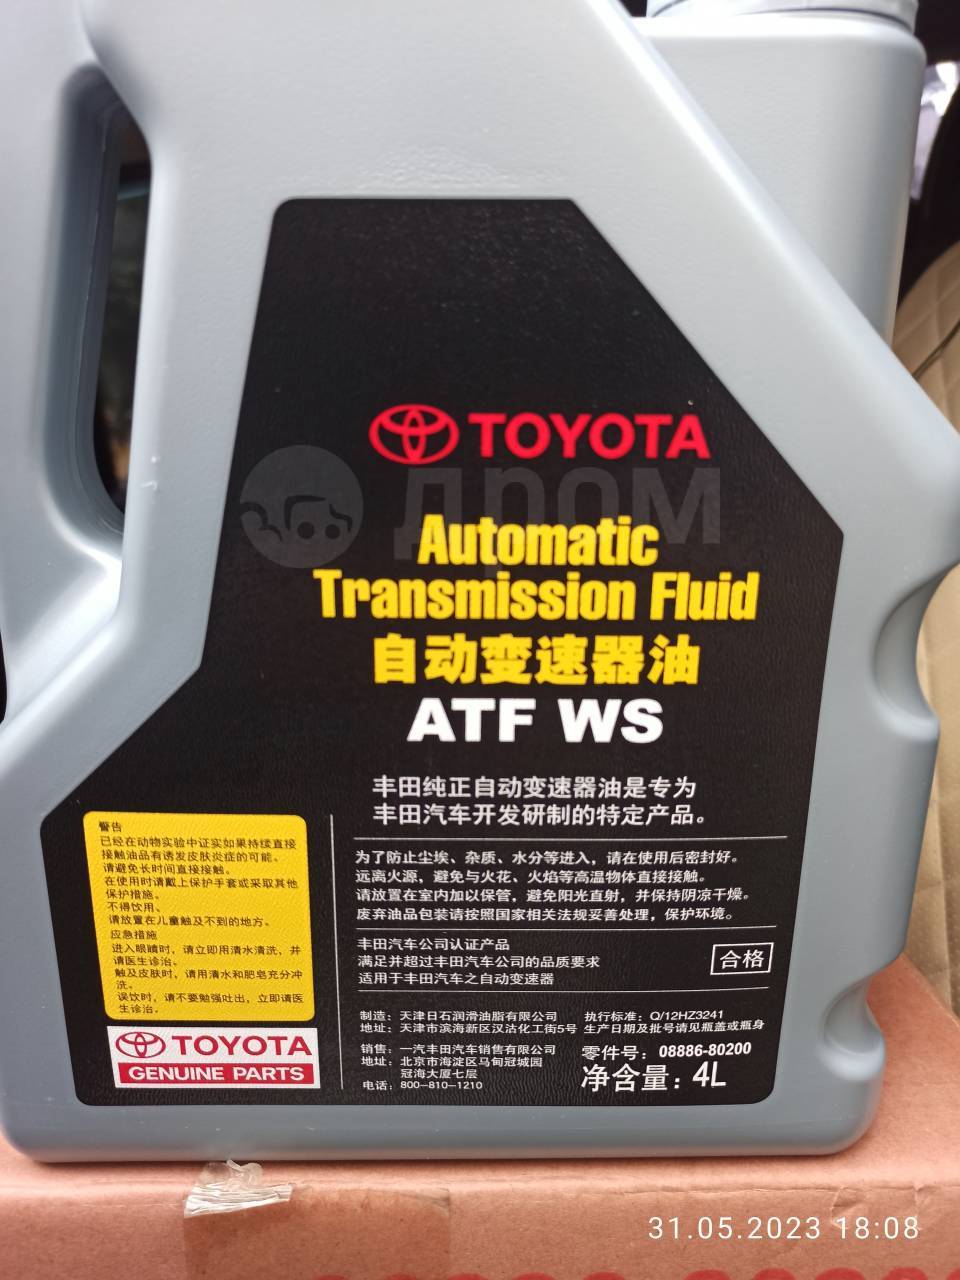 TOYOTA
дром
Automatic
Transmission Fluid
自动变速器油
ATF WS
丰田纯正自动变速器油是专为
丰田汽车开发研制的特定产品。
警告
已经在动物实验中证实如果持续直接
接触油品有诱发皮肤炎症的可能。
请避免长时间直接接触。
在使用时请戴上保护手套或采取其他
保护措施。
不得饮用、
请放置在儿童触及不到的地方。
应急措施
进入眼睛时，请立即用清水清洗，并
请医生诊治。
触及皮肤时，请用清水和肥皂充分冲
洗。
误饮时，请不要勉强吐出，立即请医
生诊治。
为了防止尘埃、杂质、水分等进入，请在使用后密封好。
远离火源，避免与火花、火焰等高温物体直接接触。
请放置在室内加以保管，避免阳光直射，并保持阴凉干燥。
废弃油品包装请按照国家相关法规妥善处理，保护环境。
丰田汽车公司认证产品
满足并超过丰田汽车公司的品质要求
适用于丰田汽车之自动变速器
合格
制造：天津日石润滑油脂有限公司
地址：天津市滨海新区汉沽化工街5号
执行标准：Q/12HZ3241
生产日期及批号请见瓶盖或瓶身
销售：一汽丰田汽车销售有限公司
地址：北京市海淀区马甸冠城园
冠海大厦七层
电话：800-810-1210
零件号：08886-80200
净含量：4L
TOYOTA
GENUINE PARTS
31.05.2023 18:08